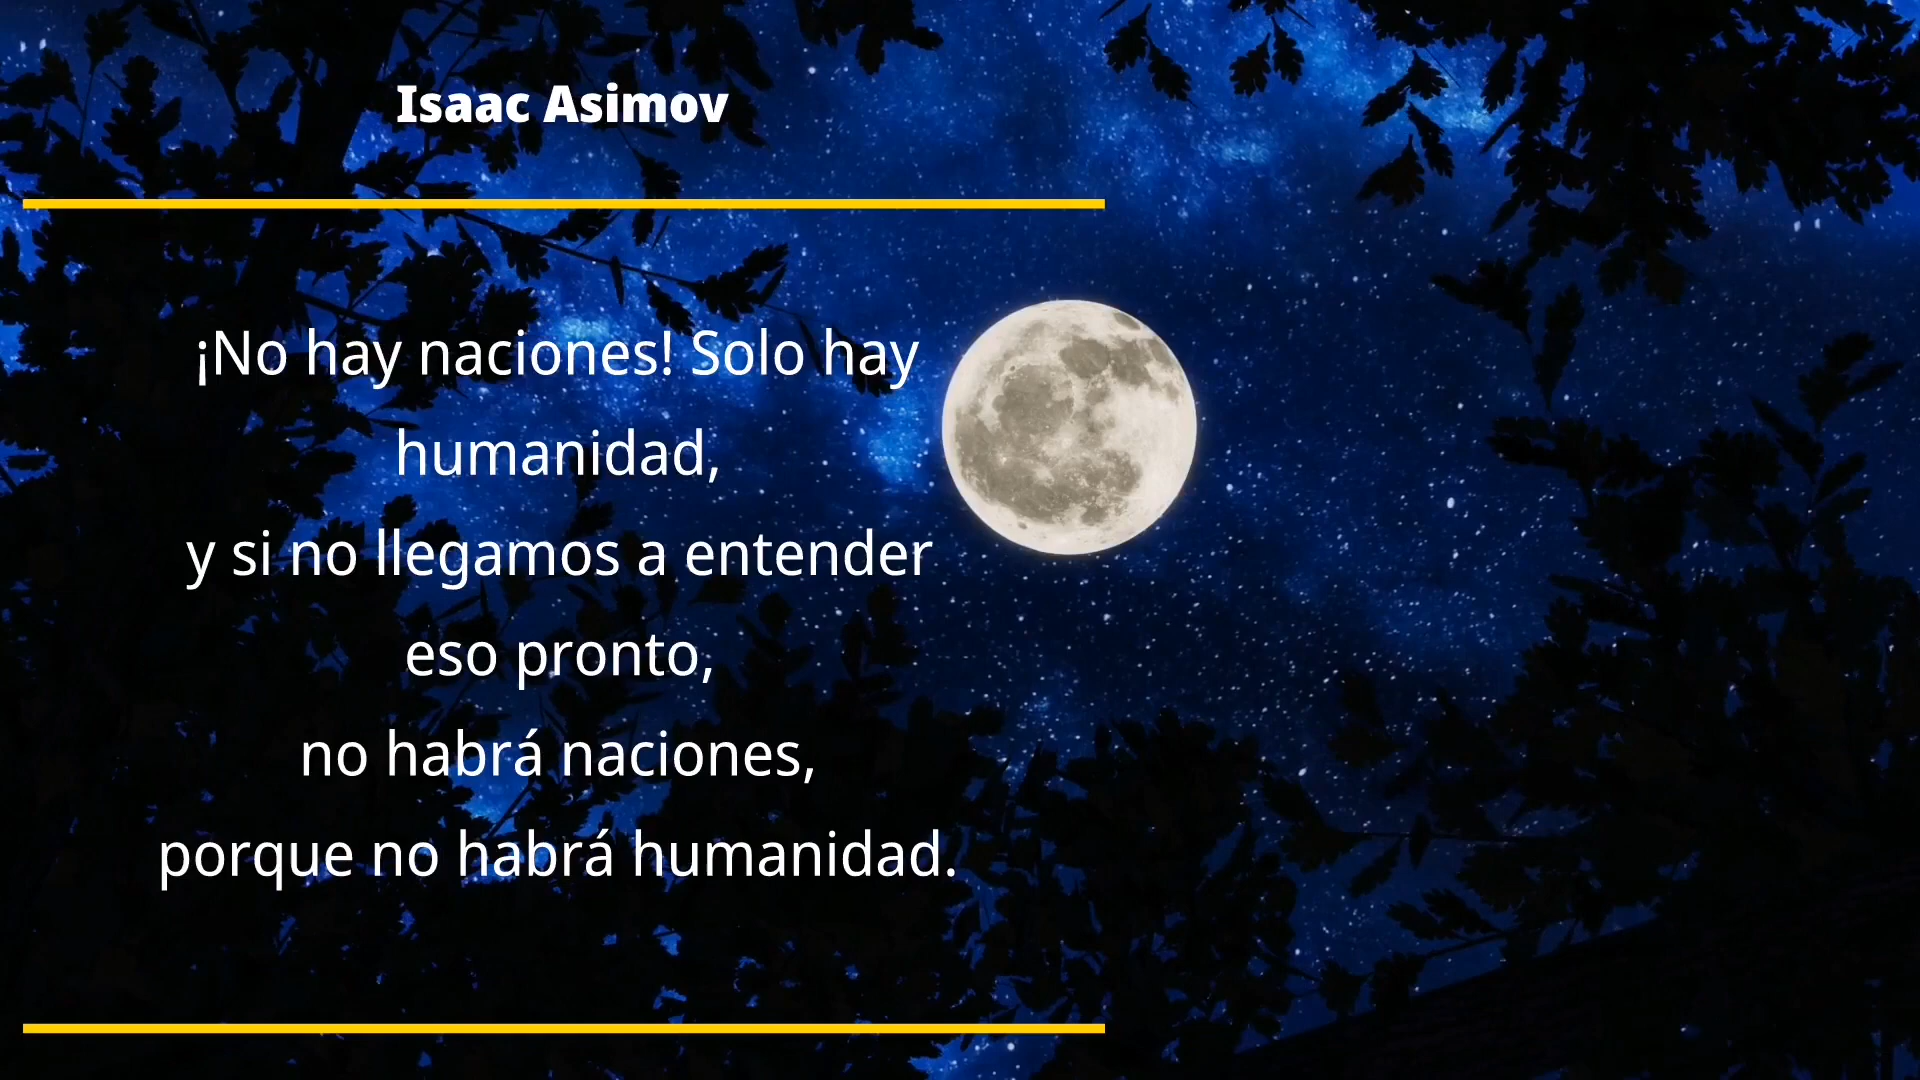 Isaac Asimov
¡No hay naciones! Solo hay
humanidad,
y si no llegamos a entender
eso pronto,
no habrá naciones,
porque no habrá humanidad.